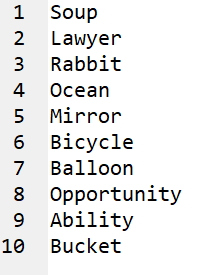 1 Soup
2 Lawyer
3 Rabbit
4 Ocean
5 Mirror
6 Bicycle
7 Balloon
8 Opportunity
9 Ability
10 Bucket